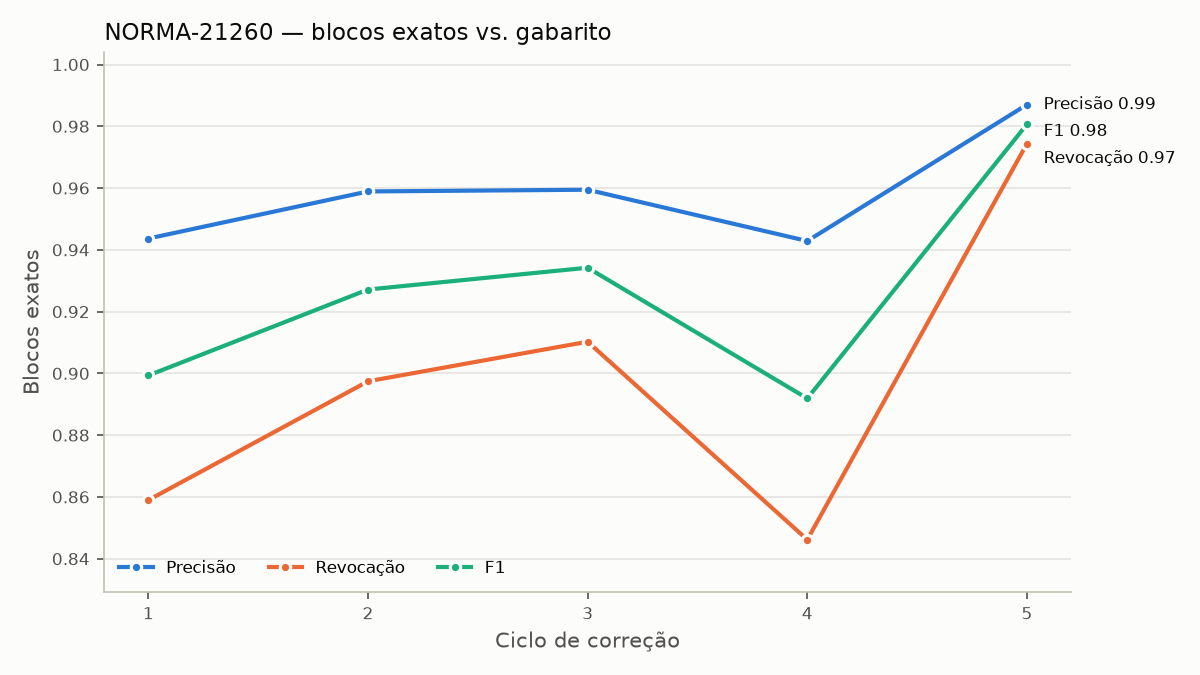 NORMA-21260 — blocos exatos vs. gabarito
Blocos exatos
1.00
0.98
0.96
0.94
0.92
0.90
0.88
0.86
0.84
Precisão 0.99
F1 0.98
Revocação 0.97
Precisão
Revocação
F1
1
2
3
4
5
Ciclo de correção